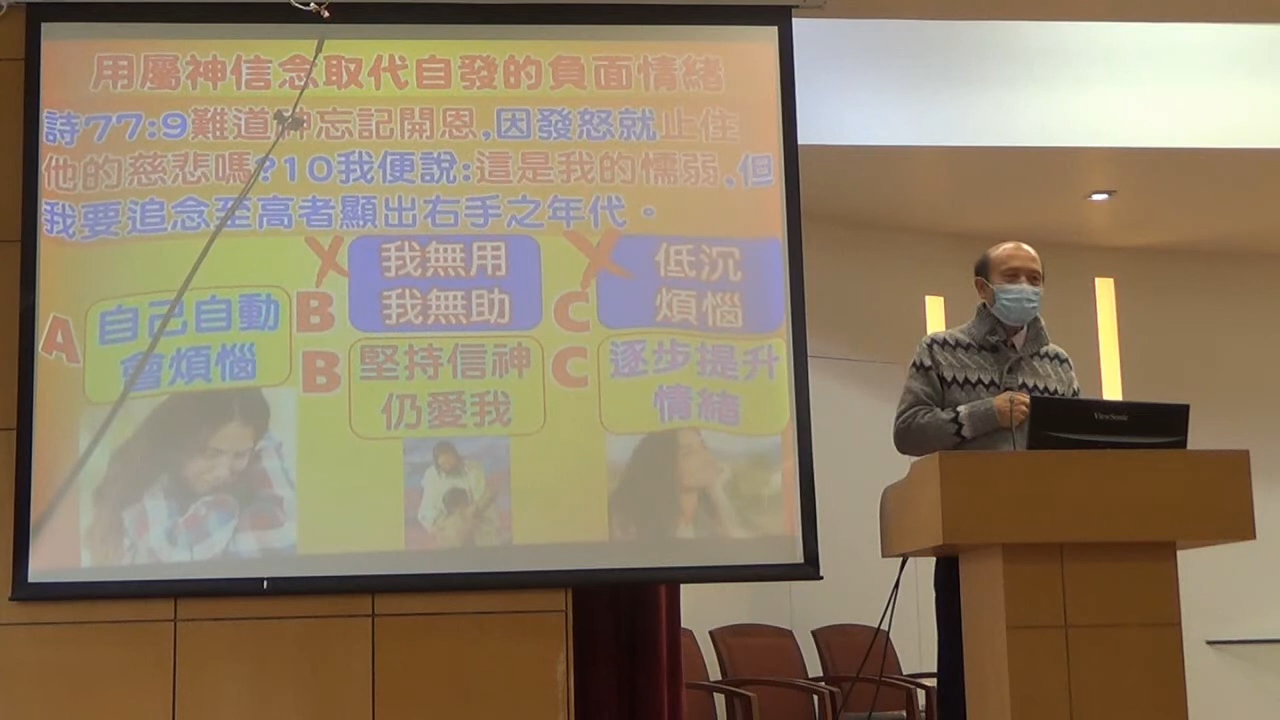 用屬神信念取代自發的負面情緒
詩77:9難道神忘記開恩,因發怒就止住
他的慈悲嗎?10我便說:這是我的懦弱,但
我要追念至高者顯出右手之年代。
X 我無用 X 低沉
B 我無助 C 煩惱
A 自己自動
會煩惱
B 堅持信神 C 逐步提升
仍愛我 情緒
ViewSonic